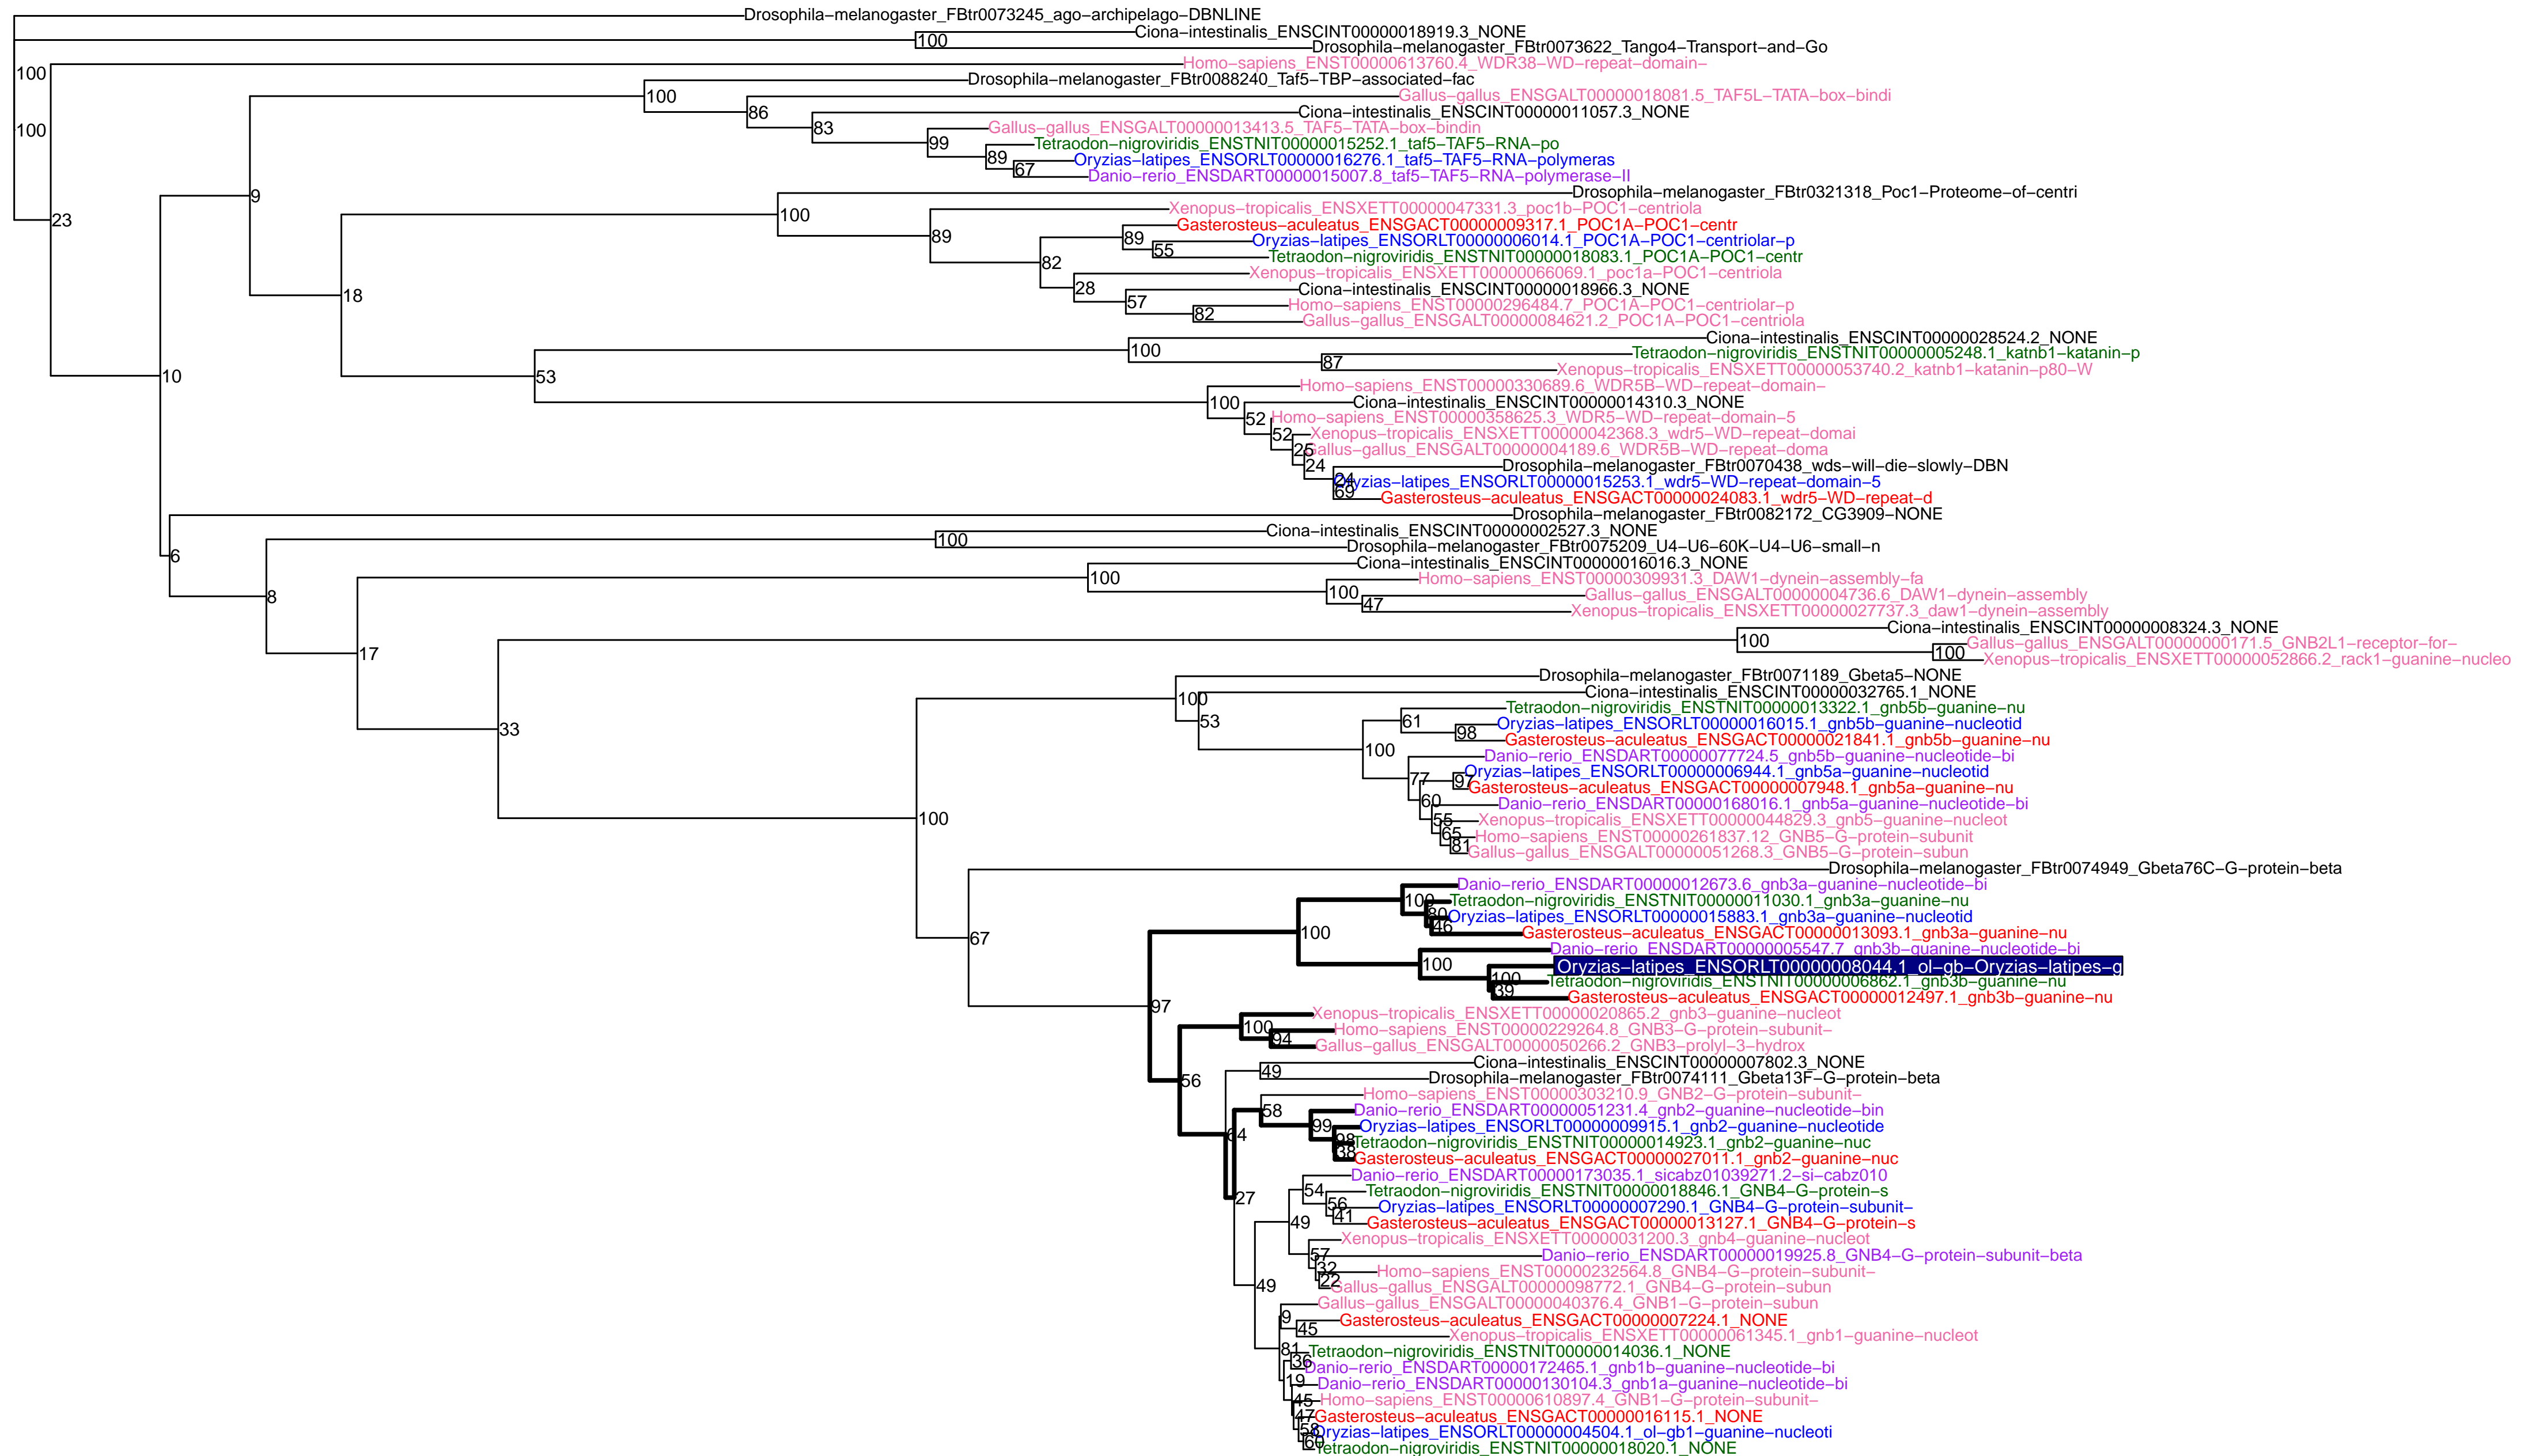 Drosophila-melanogaster_FBtr0073245_ago-archipelago-DBNLINE
Ciona-intestinalis_ENSCINT00000018919.3_NONE
100
Drosophila-melanogaster_FBtr0073622_Tango4-Transport-and-Go
Homo-sapiens_ENST00000613760.4_WDR38-WD-repeat-domain-
100
Drosophila-melanogaster_FBtr0088240_Taf5-TBP-associated-fac
100
Gallus-gallus_ENSGALT00000018081.5_TAF5L-TATA-box-bindi
86
Ciona-intestinalis_ENSCINT00000011057.3_NONE
83
Gallus-gallus_ENSGALT00000013413.5_TAF5-TATA-box-bindin
100
99
Tetraodon-nigroviridis_ENSTNIT00000015252.1_taf5-TAF5-RNA-po
89
Oryzias-latipes_ENSORLT00000016276.1_taf5-TAF5-RNA-polymeras
67
Danio-rerio_ENSDART00000015007.8_taf5-TAF5-RNA-polymerase-II
9
Drosophila-melanogaster_FBtr0321318_Poc1-Proteome-of-centri
100
Xenopus-tropicalis_ENSXETT00000047331.3_poc1b-POC1-centriola
23
Gasterosteus-aculeatus_ENSGACT00000009317.1_POC1A-POC1-centr
89
89
Oryzias-latipes_ENSORLT00000006014.1_POC1A-POC1-centriolar-p
55
Tetraodon-nigroviridis_ENSTNIT00000018083.1_POC1A-POC1-centr
82
Xenopus-tropicalis_ENSXETT00000066069.1_poc1a-POC1-centriola
28
Ciona-intestinalis_ENSCINT00000018966.3_NONE
18
57
Homo-sapiens_ENST00000296484.7_POC1A-POC1-centriolar-p
82
Gallus-gallus_ENSGALT00000084621.2_POC1A-POC1-centriola
Ciona-intestinalis_ENSCINT00000028524.2_NONE
100
Tetraodon-nigroviridis_ENSTNIT00000005248.1_katnb1-katanin-p
87
Xenopus-tropicalis_ENSXETT00000053740.2_katnb1-katanin-p80-W
10
53
Homo-sapiens_ENST00000330689.6_WDR5B-WD-repeat-domain-
100
Ciona-intestinalis_ENSCINT00000014310.3_NONE
52
Homo-sapiens_ENST00000358625.3_WDR5-WD-repeat-domain-5
52
Xenopus-tropicalis_ENSXETT00000042368.3_wdr5-WD-repeat-domai
25
Gallus-gallus_ENSGALT00000004189.6_WDR5B-WD-repeat-doma
24
Drosophila-melanogaster_FBtr0070438_wds-will-die-slowly-DBN
Oryzias-latipes_ENSORLT00000015253.1_wdr5-WD-repeat-domain-5
69
Gasterosteus-aculeatus_ENSGACT00000024083.1_wdr5-WD-repeat-d
Drosophila-melanogaster_FBtr0082172_CG3909-NONE
Ciona-intestinalis_ENSCINT00000002527.3_NONE
100
Drosophila-melanogaster_FBtr0075209_U4-U6-60K-U4-U6-small-n
6
Ciona-intestinalis_ENSCINT00000016016.3_NONE
100
Homo-sapiens_ENST00000309931.3_DAW1-dynein-assembly-fa
100
Gallus-gallus_ENSGALT00000004736.6_DAW1-dynein-assembly
8
47
Xenopus-tropicalis_ENSXETT00000027737.3_daw1-dynein-assembly
Ciona-intestinalis_ENSCINT00000008324.3_NONE
100
Gallus-gallus_ENSGALT00000000171.5_GNB2L1-receptor-for-
17
100
Xenopus-tropicalis_ENSXETT00000052866.2_rack1-guanine-nucleo
Drosophila-melanogaster_FBtr0071189_Gbeta5-NONE
100
Ciona-intestinalis_ENSCINT00000032765.1_NONE
Tetraodon-nigroviridis_ENSTNIT00000013322.1_gnb5b-guanine-nu
53
61
Oryzias-latipes_ENSORLT00000016015.1_gnb5b-guanine-nucleotid
33
98
Gasterosteus-aculeatus_ENSGACT00000021841.1_gnb5b-guanine-nu
100
Danio-rerio_ENSDART00000077724.5_gnb5b-guanine-nucleotide-bi
Oryzias-latipes_ENSORLT00000006944.1_gnb5a-guanine-nucleotid
77
97
Gasterosteus-aculeatus_ENSGACT00000007948.1_gnb5a-guanine-nu
60
Danio-rerio_ENSDART00000168016.1_gnb5a-guanine-nucleotide-bi
100
55
Xenopus-tropicalis_ENSXETT00000044829.3_gnb5-guanine-nucleot
65
Homo-sapiens_ENST00000261837.12_GNB5-G-protein-subunit
81
Gallus-gallus_ENSGALT00000051268.3_GNB5-G-protein-subun
Drosophila-melanogaster_FBtr0074949_Gbeta76C-G-protein-beta
Danio-rerio_ENSDART00000012673.6_gnb3a-guanine-nucleotide-bi
100
Tetraodon-nigroviridis_ENSTNIT00000011030.1_gnb3a-guanine-nu
80
Oryzias-latipes_ENSORLT00000015883.1_gnb3a-guanine-nucleotid
46
100
Gasterosteus-aculeatus_ENSGACT00000013093.1_gnb3a-guanine-nu
67
Danio-rerio_ENSDART00000005547.7_gnb3b-guanine-nucleotide-bi
100
Oryzias-latipes_ENSORLT00000008044.1_ol-gb-Oryzias-latipes-g
100
Tetraodon-nigroviridis_ENSTNIT00000006862.1_gnb3b-guanine-nu
39
Gasterosteus-aculeatus_ENSGACT00000012497.1_gnb3b-guanine-nu
97
Xenopus-tropicalis_ENSXETT00000020865.2_gnb3-guanine-nucleot
100
Homo-sapiens_ENST00000229264.8_GNB3-G-protein-subunit-
94
Gallus-gallus_ENSGALT00000050266.2_GNB3-prolyl-3-hydrox
Ciona-intestinalis_ENSCINT00000007802.3_NONE
49
56
Drosophila-melanogaster_FBtr0074111_Gbeta13F-G-protein-beta
Homo-sapiens_ENST00000303210.9_GNB2-G-protein-subunit-
58
Danio-rerio_ENSDART00000051231.4_gnb2-guanine-nucleotide-bin
99
Oryzias-latipes_ENSORLT00000009915.1_gnb2-guanine-nucleotide
64
98
Tetraodon-nigroviridis_ENSTNIT00000014923.1_gnb2-guanine-nuc
38
Gasterosteus-aculeatus_ENSGACT00000027011.1_gnb2-guanine-nuc
Danio-rerio_ENSDART00000173035.1_sicabz01039271.2-si-cabz010
54
Tetraodon-nigroviridis_ENSTNIT00000018846.1_GNB4-G-protein-s
27
56
Oryzias-latipes_ENSORLT00000007290.1_GNB4-G-protein-subunit-
41
49
Gasterosteus-aculeatus_ENSGACT00000013127.1_GNB4-G-protein-s
Xenopus-tropicalis_ENSXETT00000031200.3_gnb4-guanine-nucleot
57
Danio-rerio_ENSDART00000019925.8_GNB4-G-protein-subunit-beta
32
Homo-sapiens_ENST00000232564.8_GNB4-G-protein-subunit-
22
49
Gallus-gallus_ENSGALT00000098772.1_GNB4-G-protein-subun
Gallus-gallus_ENSGALT00000040376.4_GNB1-G-protein-subun
9
Gasterosteus-aculeatus_ENSGACT00000007224.1_NONE
45
Xenopus-tropicalis_ENSXETT00000061345.1_gnb1-guanine-nucleot
81
Tetraodon-nigroviridis_ENSTNIT00000014036.1_NONE
36
Danio-rerio_ENSDART00000172465.1_gnb1b-guanine-nucleotide-bi
19
Danio-rerio_ENSDART00000130104.3_gnb1a-guanine-nucleotide-bi
45
Homo-sapiens_ENST00000610897.4_GNB1-G-protein-subunit-
47
Gasterosteus-aculeatus_ENSGACT00000016115.1_NONE
58
Oryzias-latipes_ENSORLT00000004504.1_ol-gb1-guanine-nucleoti
60
Tetraodon-nigroviridis_ENSTNIT00000018020.1_NONE